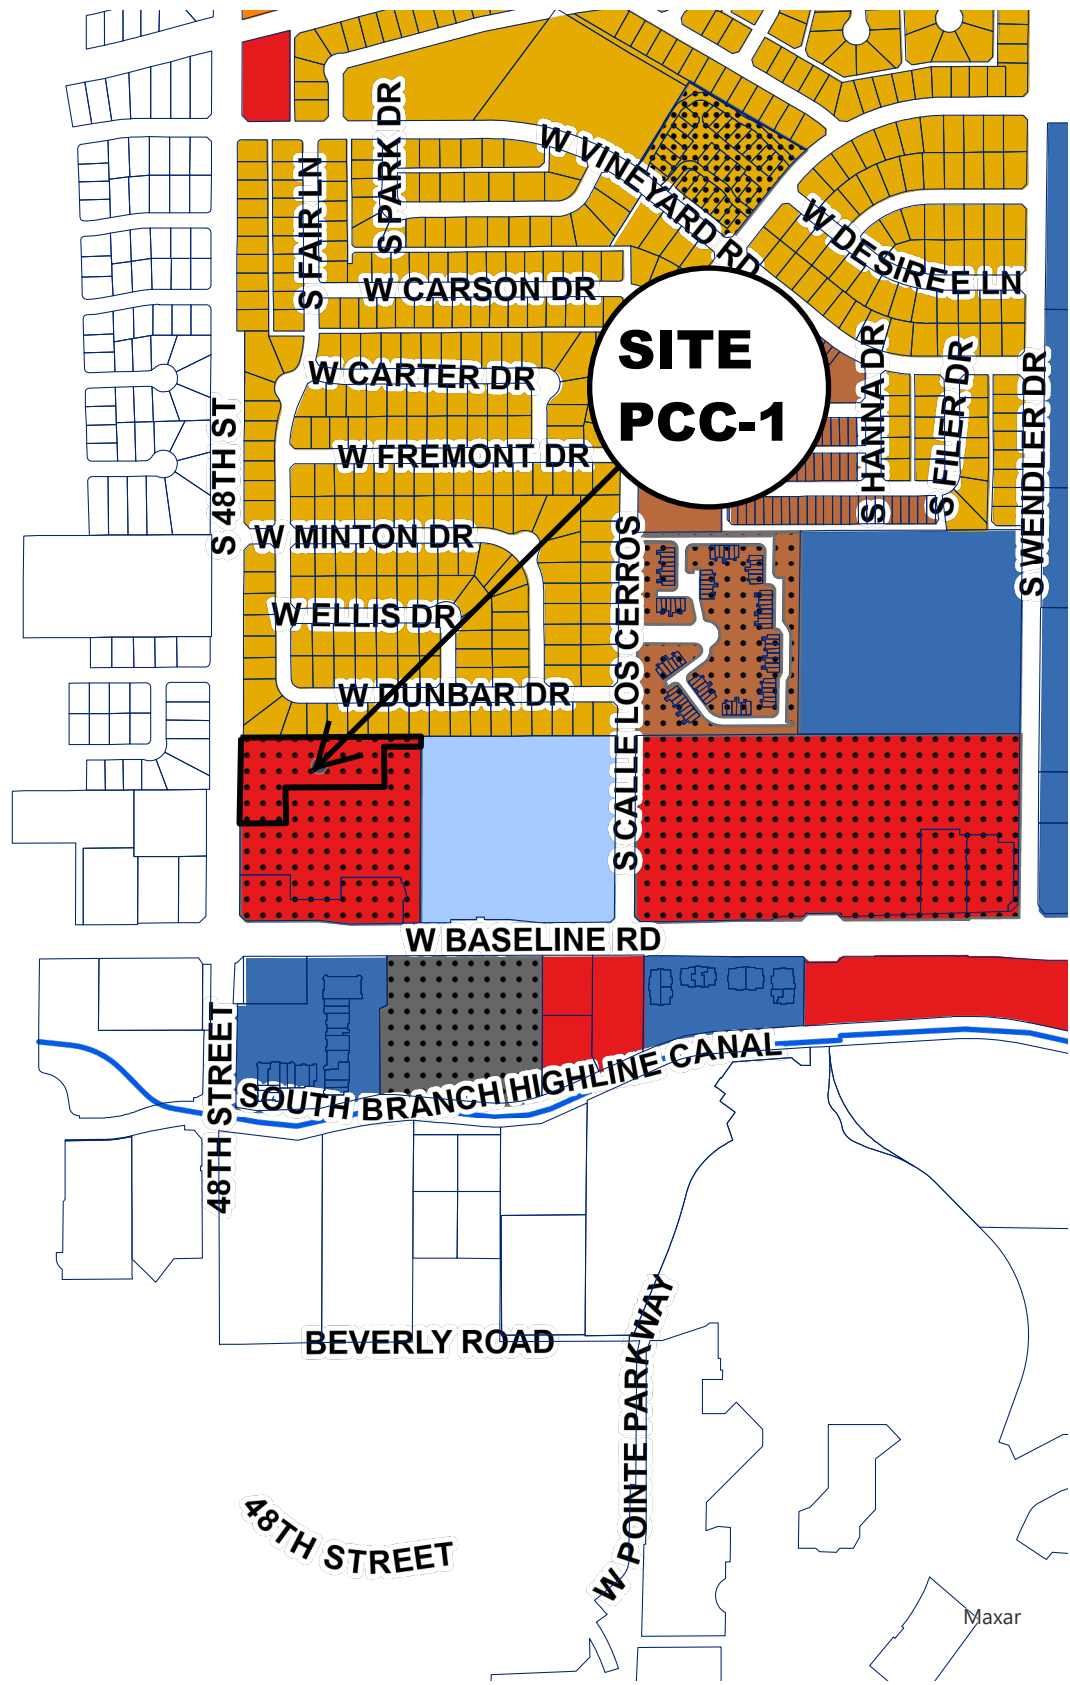 S PARK DR
W VINEYARD RD
S FAIR LN
W DESIREE LN
W CARSON DR
SITE
PCC-1
W CARTER DR
S HANNA DR
S FILER DR
S WENDLER DR
S 48TH ST
W FREMONT DR
W MINTON DR
S CALLE LOS CERROS
W ELLIS DR
W DUNBAR DR
W BASELINE RD
48TH STREET
SOUTH BRANCH HIGHLINE CANAL
BEVERLY ROAD
W POINTE PARKWAY
48TH STREET
Maxar